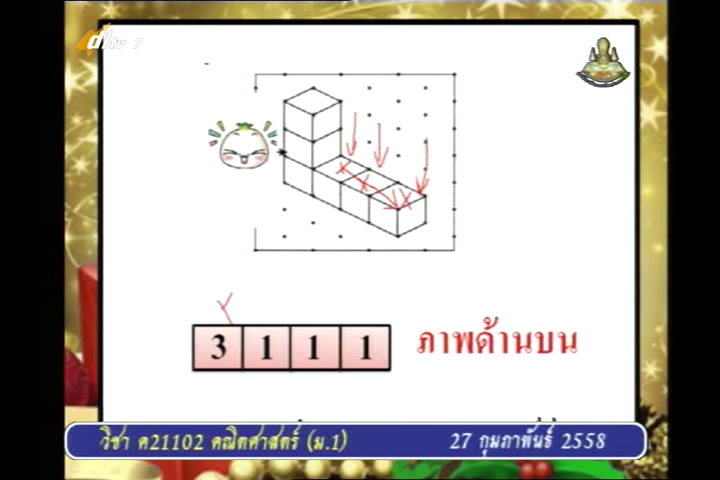 dltv 7
3 1 1 1
ภาพด้านบน
วิชา ค21102 คณิตศาสตร์ (ม.1)
27 กุมภาพันธ์ 2558